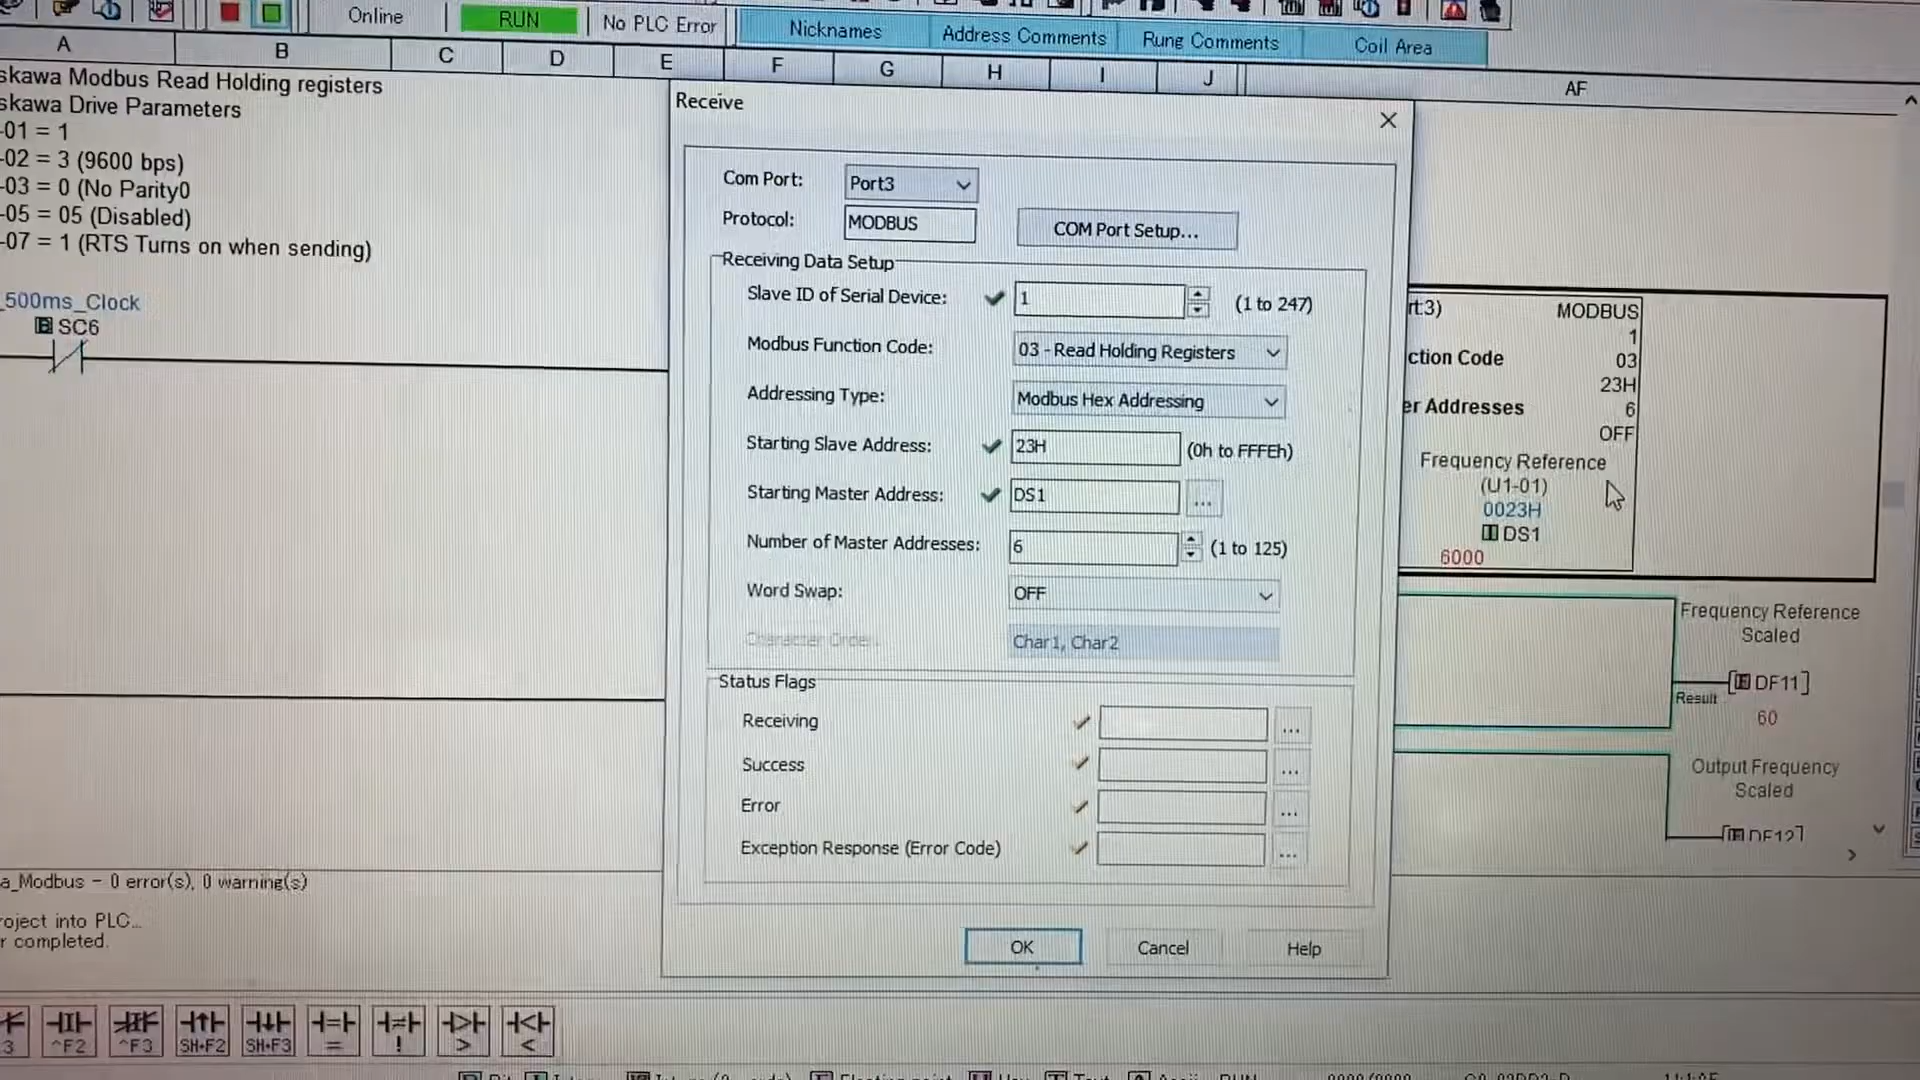 Online
RUN
No PLC Error
Nicknames
Address Comments
Rung Comments
Coil Area
A
B
C
D
E
F
G
H
I
J
AF
skawa Modbus Read Holding registers
skawa Drive Parameters
-01 = 1
-02 = 3 (9600 bps)
-03 = 0 (No Parity0
-05 = 05 (Disabled)
-07 = 1 (RTS Turns on when sending)
_500ms_Clock
SC6
Receive
Com Port:
Port3
Protocol:
MODBUS
COM Port Setup...
Receiving Data Setup
Slave ID of Serial Device:
1
(1 to 247)
Modbus Function Code:
03 - Read Holding Registers
Addressing Type:
Modbus Hex Addressing
Starting Slave Address:
23H
(0h to FFFEh)
Starting Master Address:
DS1
...
Number of Master Addresses:
6
(1 to 125)
Word Swap:
OFF
Character Order:
Char1, Char2
Status Flags
Receiving
...
Success
...
Error
...
Exception Response (Error Code)
...
OK
Cancel
Help
rt3)
MODBUS
1
ction Code
03
23H
er Addresses
6
OFF
Frequency Reference
(U1-01)
0023H
DS1
6000
Frequency Reference
Scaled
DF11
Result
60
Output Frequency
Scaled
DF12
a_Modbus - 0 error(s), 0 warning(s)
roject into PLC...
r completed.
3
^F2
^F3
SH+F2
SH+F3
=
!
>
<